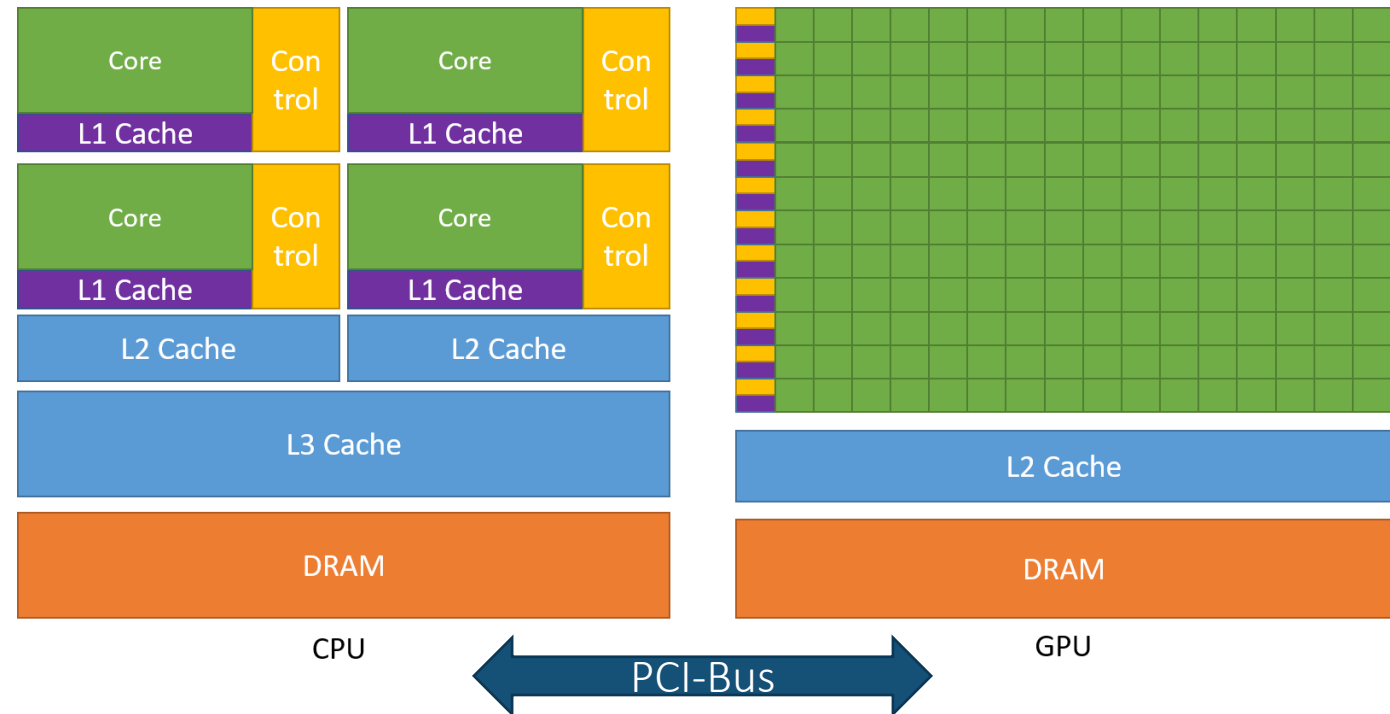 Core
Con
trol
Core
Con
trol
L1 Cache
L1 Cache
Core
Con
trol
Core
Con
trol
L1 Cache
L1 Cache
L2 Cache
L2 Cache
L3 Cache
DRAM
CPU
L2 Cache
DRAM
GPU
PCI-Bus